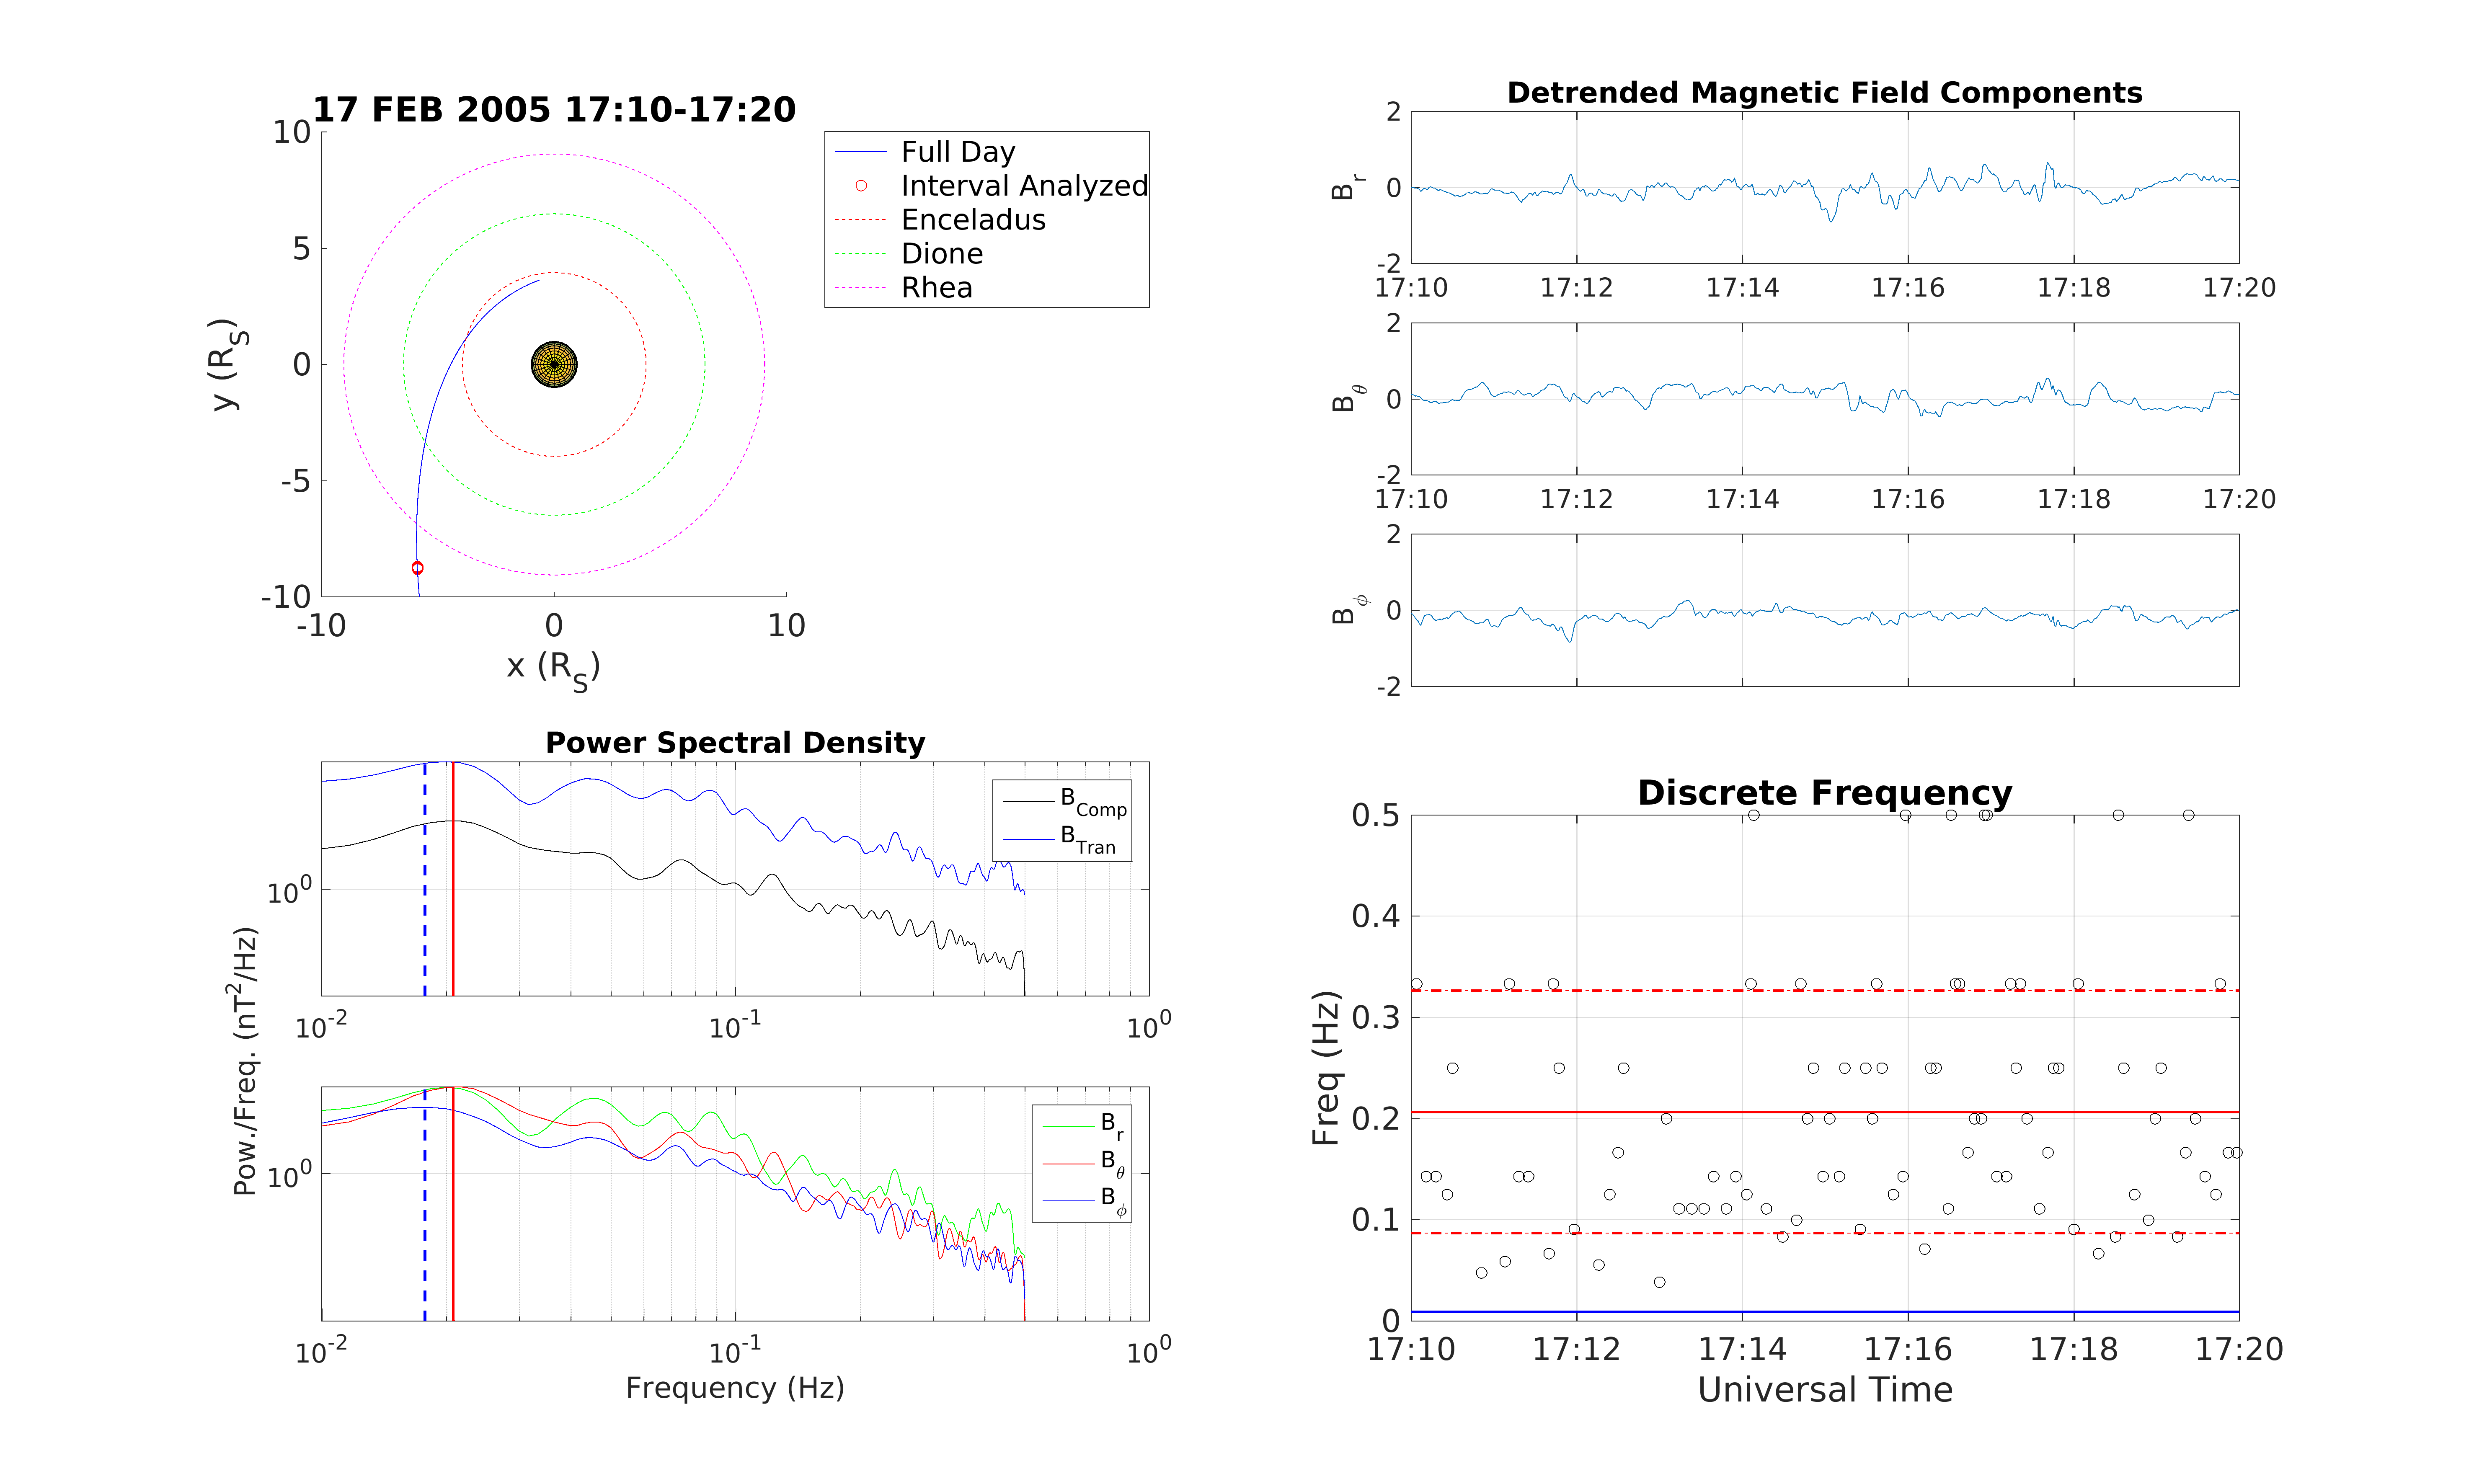 17 FEB 2005 17:10-17:20
10
5
0
-5
-10
-10 0 10
y (R_S)
x (R_S)
Full Day
Interval Analyzed
Enceladus
Dione
Rhea
Detrended Magnetic Field Components
2
0
-2
B_r
17:10 17:12 17:14 17:16 17:18 17:20
2
0
-2
B_θ
17:10 17:12 17:14 17:16 17:18 17:20
2
0
-2
B_ϕ
Power Spectral Density
10^0
B_Comp
B_Tran
10^-2 10^-1 10^0
Pow./Freq. (nT^2/Hz)
10^0
B_r
B_θ
B_ϕ
10^-2 10^-1 10^0
Frequency (Hz)
Discrete Frequency
0.5
0.4
0.3
0.2
0.1
0
Freq (Hz)
17:10 17:12 17:14 17:16 17:18 17:20
Universal Time